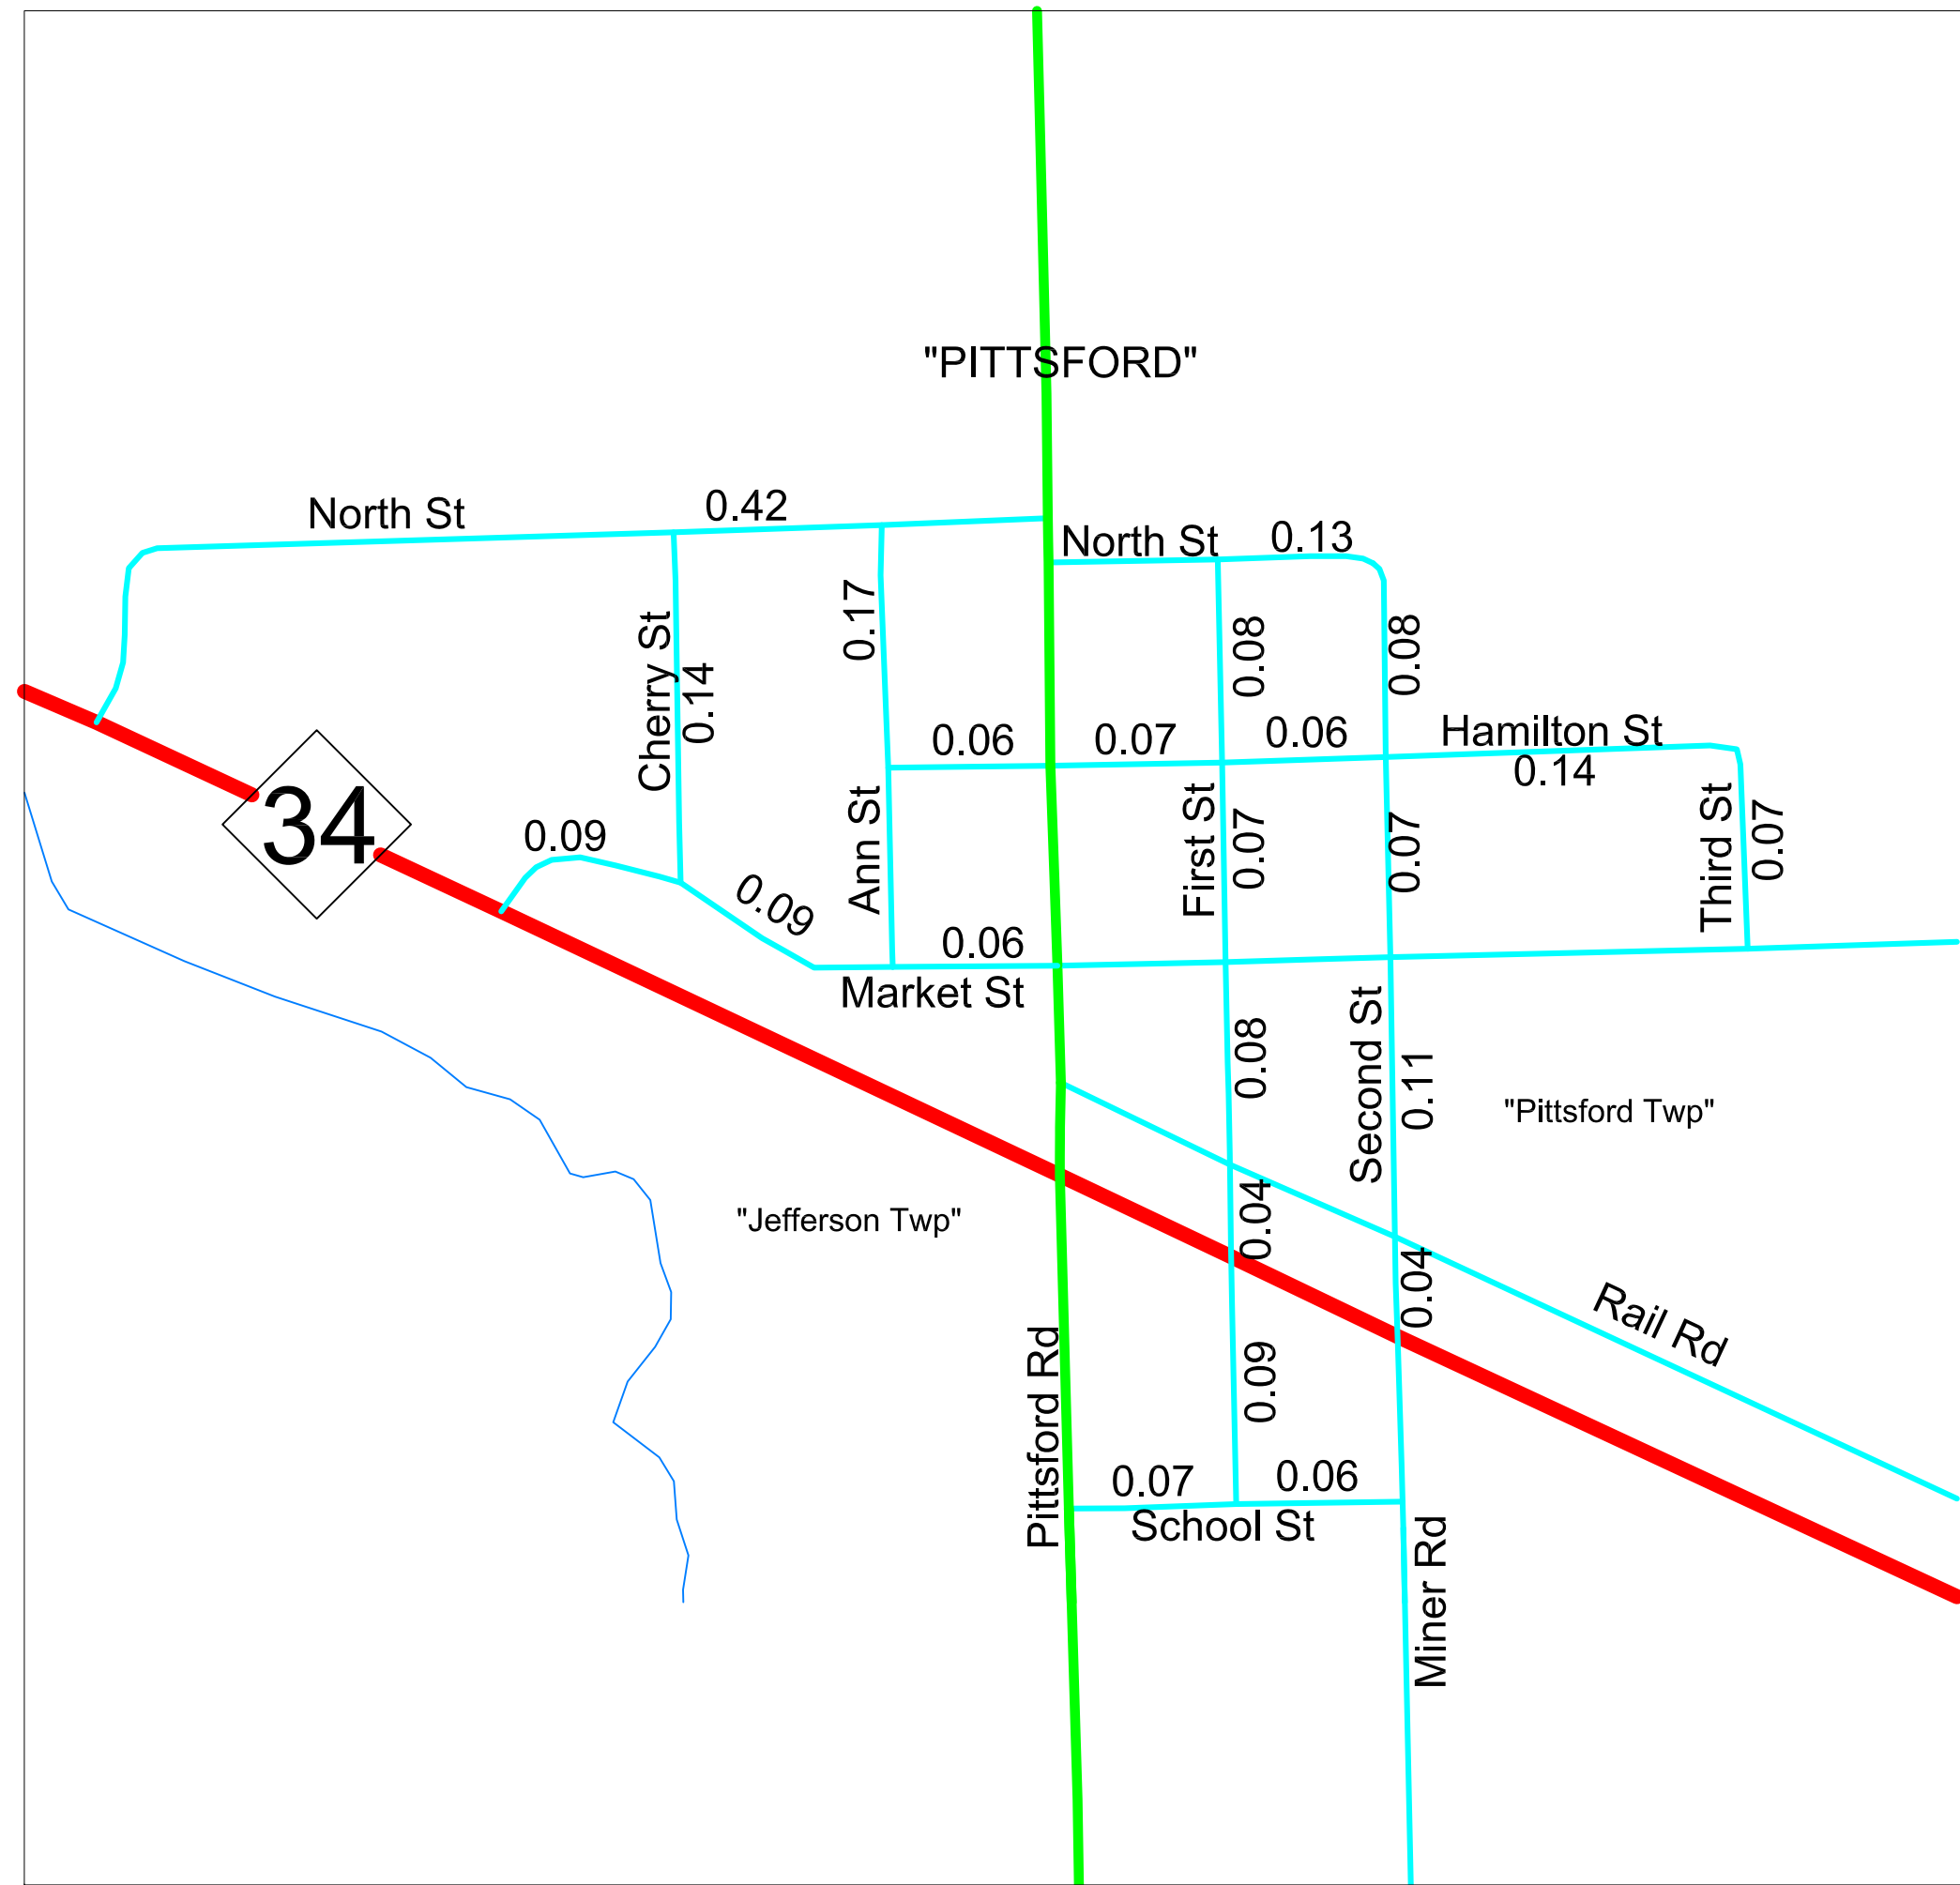 "PITTSFORD"
North St
0.42
North St
0.13
Cherry St
0.14
0.17
0.08
0.08
0.06
0.07
0.06
Hamilton St
0.14
34
0.09
0.09
Ann St
First St
0.07
0.07
Third St
0.07
0.06
Market St
0.08
Second St
0.11
"Pittsford Twp"
"Jefferson Twp"
0.04
0.04
Rail Rd
Pittsford Rd
0.09
0.07
0.06
School St
Miner Rd